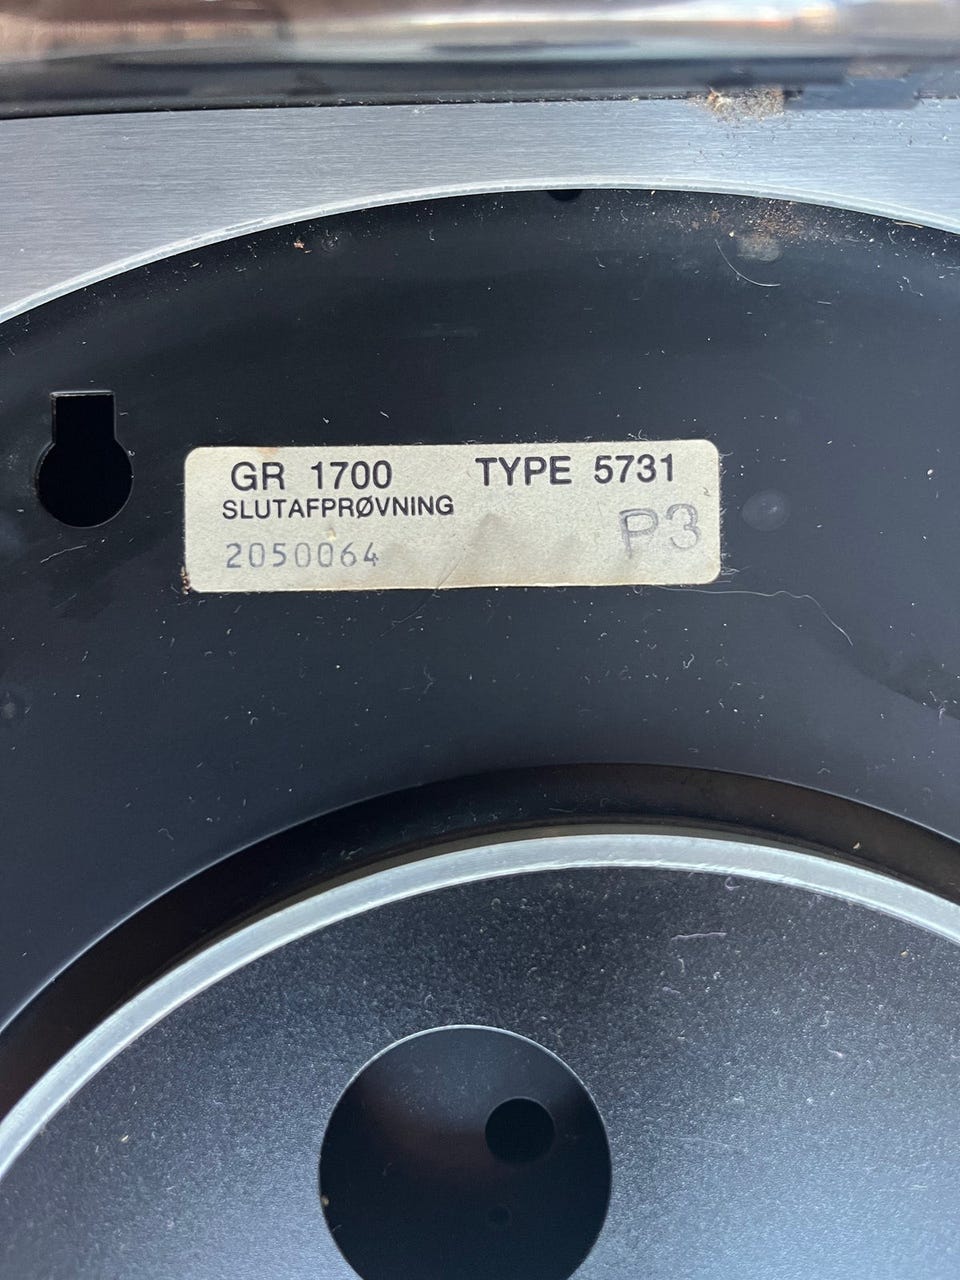 GR 1700 TYPE 5731
SLUTAFPRØVNING
2050064 P3